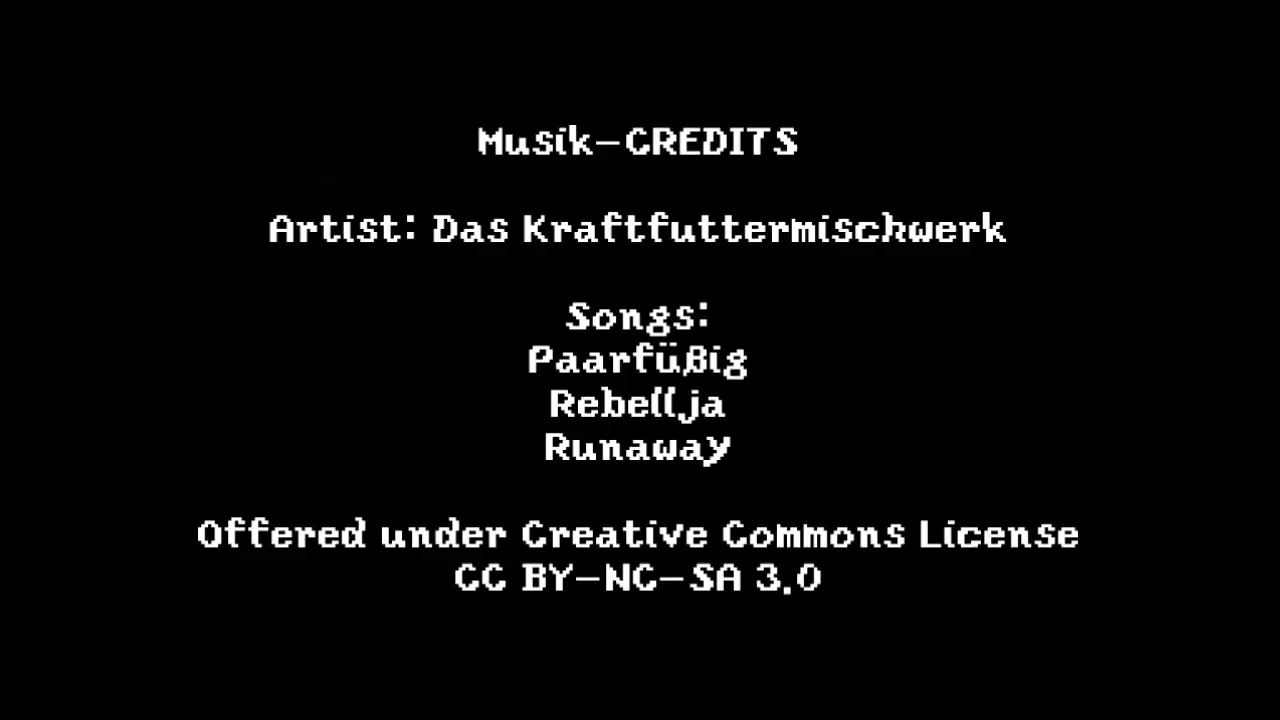 Musik-CREDITS
Artist: Das Kraftfuttermischwerk
Songs:
Paarfüßig
Rebellja
Runaway
Offered under Creative Commons License
CC BY-NC-SA 3.0